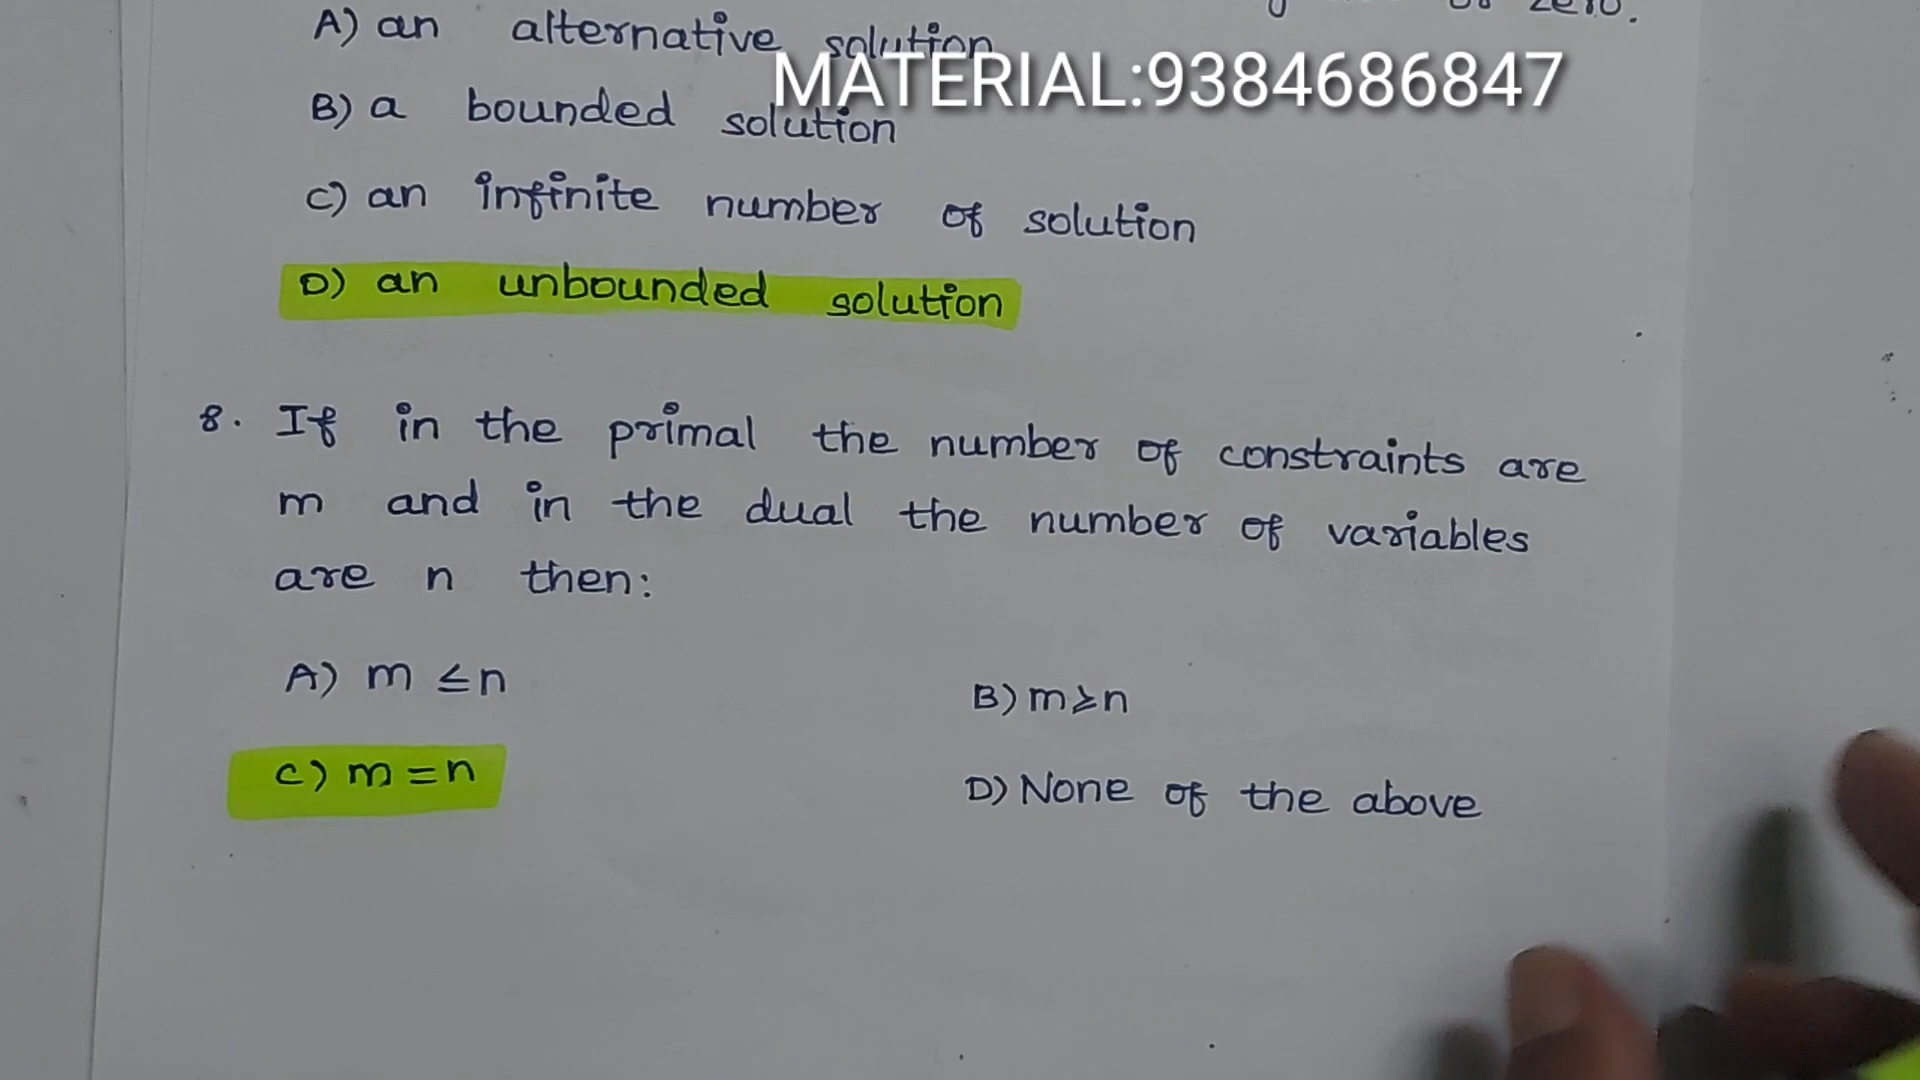 zero.
A) an alternative solution
MATERIAL:9384686847
B) a bounded solution
C) an infinite number of solution
D) an unbounded solution
8. If in the primal the number of constraints are
m and in the dual the number of variables
are n then:
A) m ≤ n
B) m ≥ n
C) m = n
D) None of the above